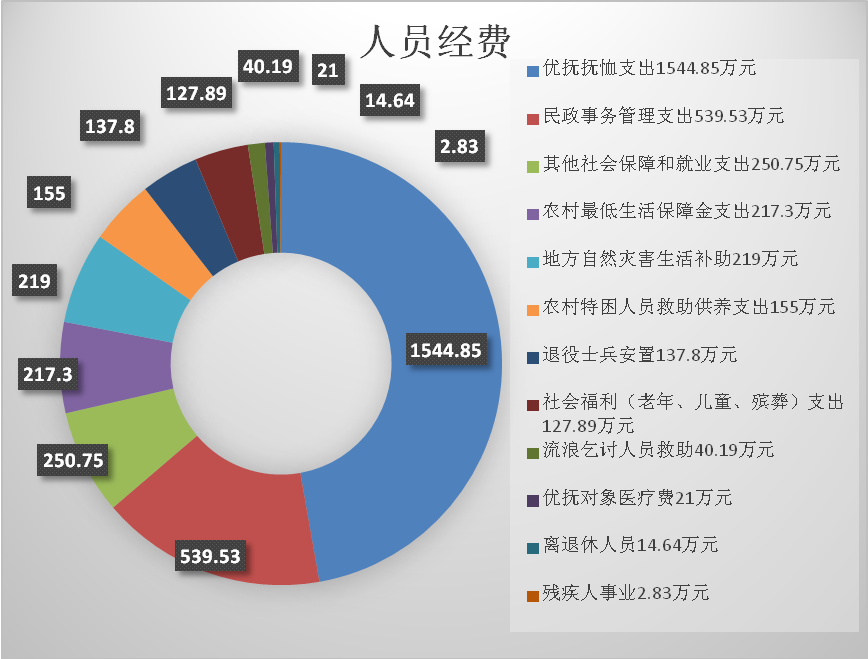 人员经费
40.19
21
127.89
14.64
137.8
2.83
155
219
1544.85
217.3
250.75
539.53
优抚抚恤支出1544.85万元
民政事务管理支出539.53万元
其他社会保障和就业支出250.75万元
农村最低生活保障金支出217.3万元
地方自然灾害生活补助219万元
农村特困人员救助供养支出155万元
退役士兵安置137.8万元
社会福利（老年、儿童、殡葬）支出
127.89万元
流浪乞讨人员救助40.19万元
优抚对象医疗费21万元
离退休人员14.64万元
残疾人事业2.83万元